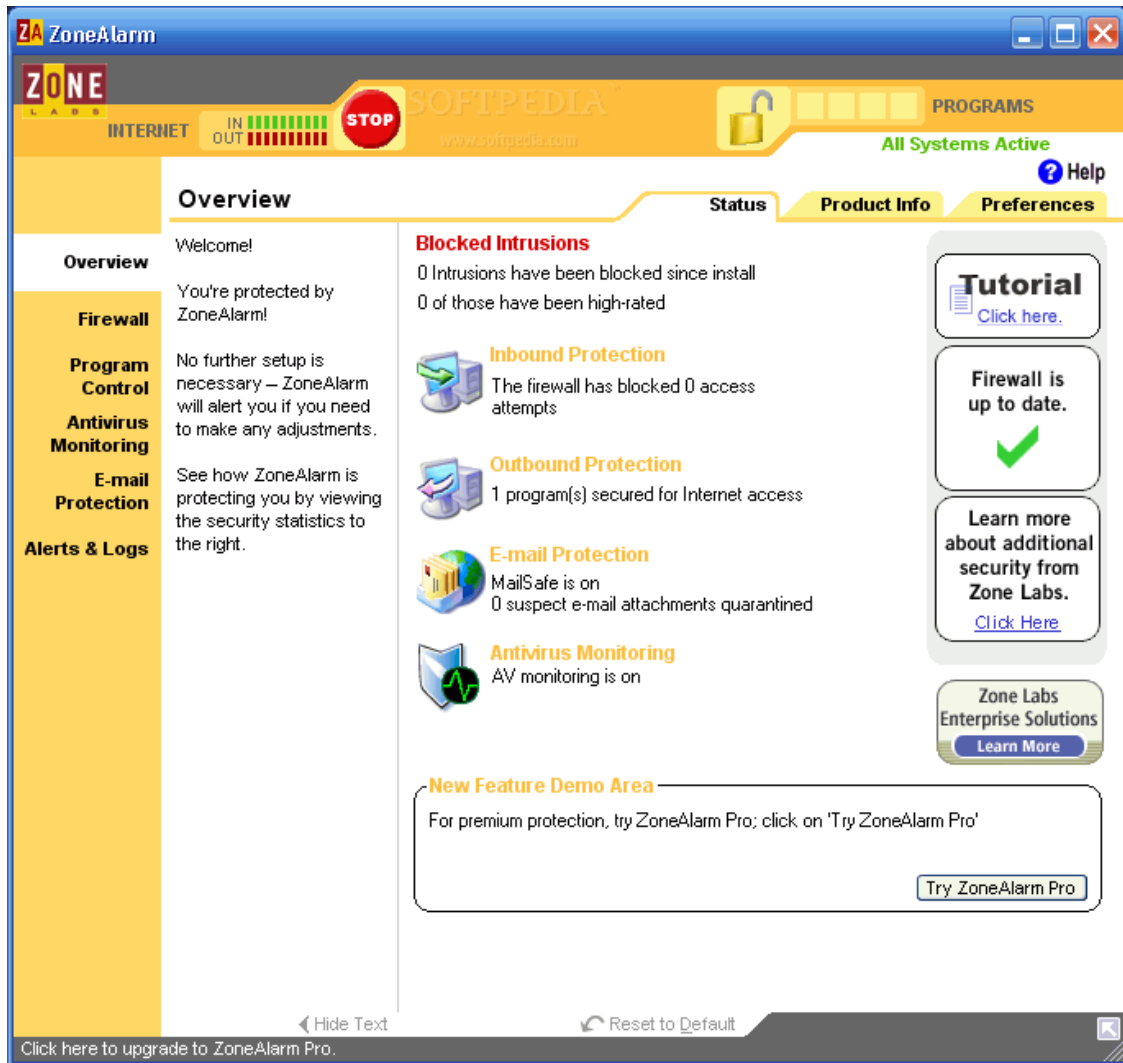 ZA ZoneAlarm
ZONE
LABS
INTERNET
IN
OUT
STOP
SOFTPEDIA
www.softpedia.com
PROGRAMS
All Systems Active
? Help
Overview
Status
Product Info
Preferences
Overview
Firewall
Program
Control
Antivirus
Monitoring
E-mail
Protection
Alerts & Logs
Welcome!
You're protected by
ZoneAlarm!
No further setup is
necessary – ZoneAlarm
will alert you if you need
to make any adjustments.
See how ZoneAlarm is
protecting you by viewing
the security statistics to
the right.
Blocked Intrusions
0 Intrusions have been blocked since install
0 of those have been high-rated
Inbound Protection
The firewall has blocked 0 access
attempts
Outbound Protection
1 program(s) secured for Internet access
E-mail Protection
MailSafe is on
0 suspect e-mail attachments quarantined
Antivirus Monitoring
AV monitoring is on
Tutorial
Click here.
Firewall is
up to date.
Learn more
about additional
security from
Zone Labs.
Click Here
Zone Labs
Enterprise Solutions
Learn More
New Feature Demo Area
For premium protection, try ZoneAlarm Pro; click on 'Try ZoneAlarm Pro'
Try ZoneAlarm Pro
Hide Text
Reset to Default
Click here to upgrade to ZoneAlarm Pro.